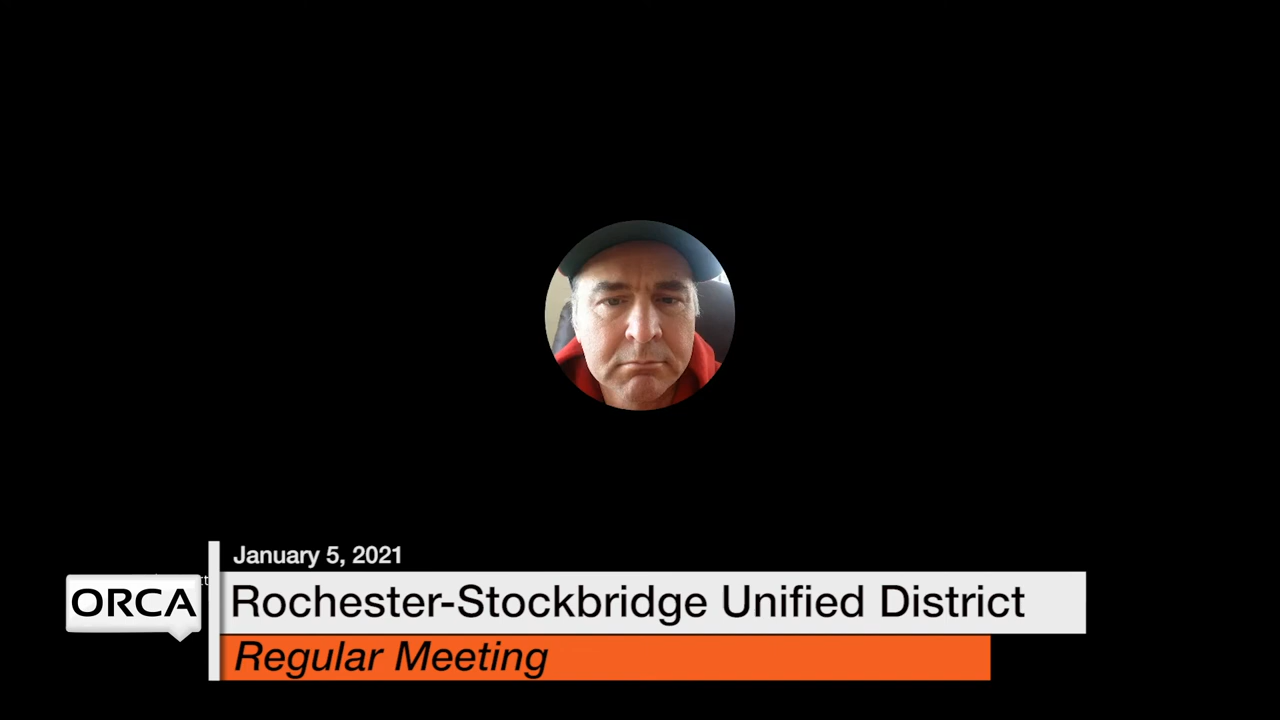 January 5, 2021
ORCA
Rochester-Stockbridge Unified District
Regular Meeting